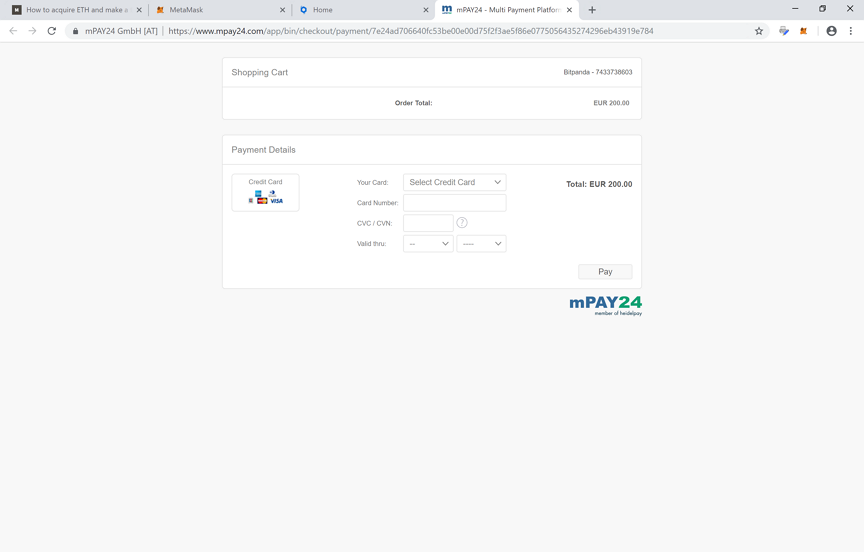 How to acquire ETH and make a
MetaMask
Home
mPAY24 - Multi Payment Platfor
mPAY24 GmbH [AT] | https://www.mpay24.com/app/bin/checkout/payment/7e24ad706640fc53be00e00d75f2f3ae5f86e0775056435274296eb43919e784
Shopping Cart
Bitpanda - 7433738603
Order Total:
EUR 200.00
Payment Details
Credit Card
VISA
Your Card:
Select Credit Card
Total: EUR 200.00
Card Number:
CVC / CVN:
?
Valid thru:
--
----
Pay
mPAY24
member of heidelpay